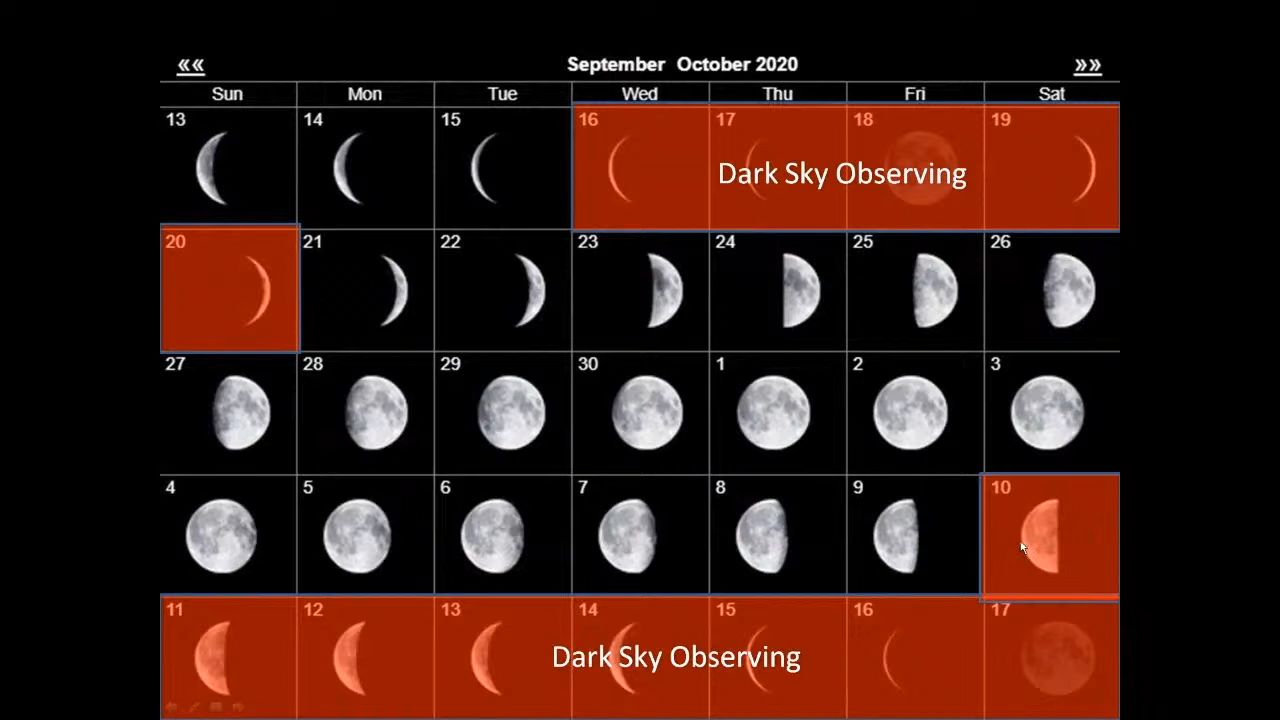 «« September October 2020 »»
Sun Mon Tue Wed Thu Fri Sat
13 14 15 16 17 18 19
Dark Sky Observing
20 21 22 23 24 25 26
27 28 29 30 1 2 3
4 5 6 7 8 9 10
11 12 13 14 15 16 17
Dark Sky Observing